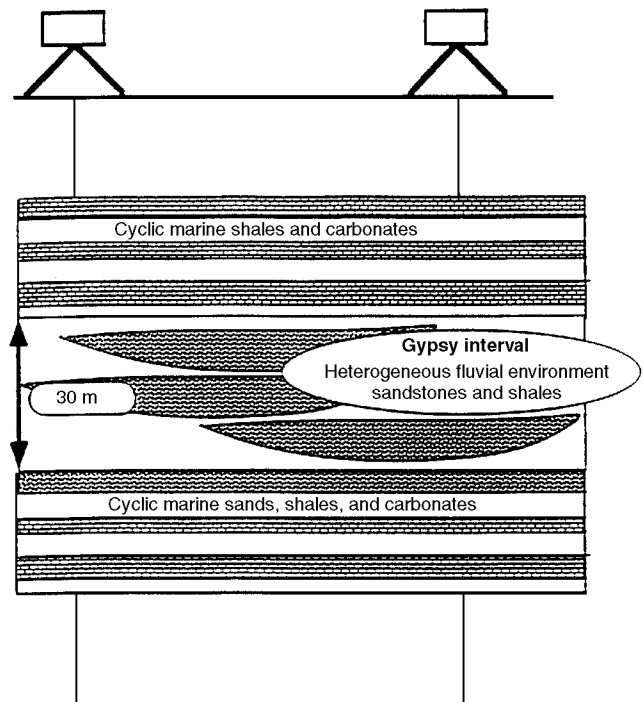 Cyclic marine shales and carbonates
Gypsy interval
Heterogeneous fluvial environment
sandstones and shales
30 m
Cyclic marine sands, shales, and carbonates